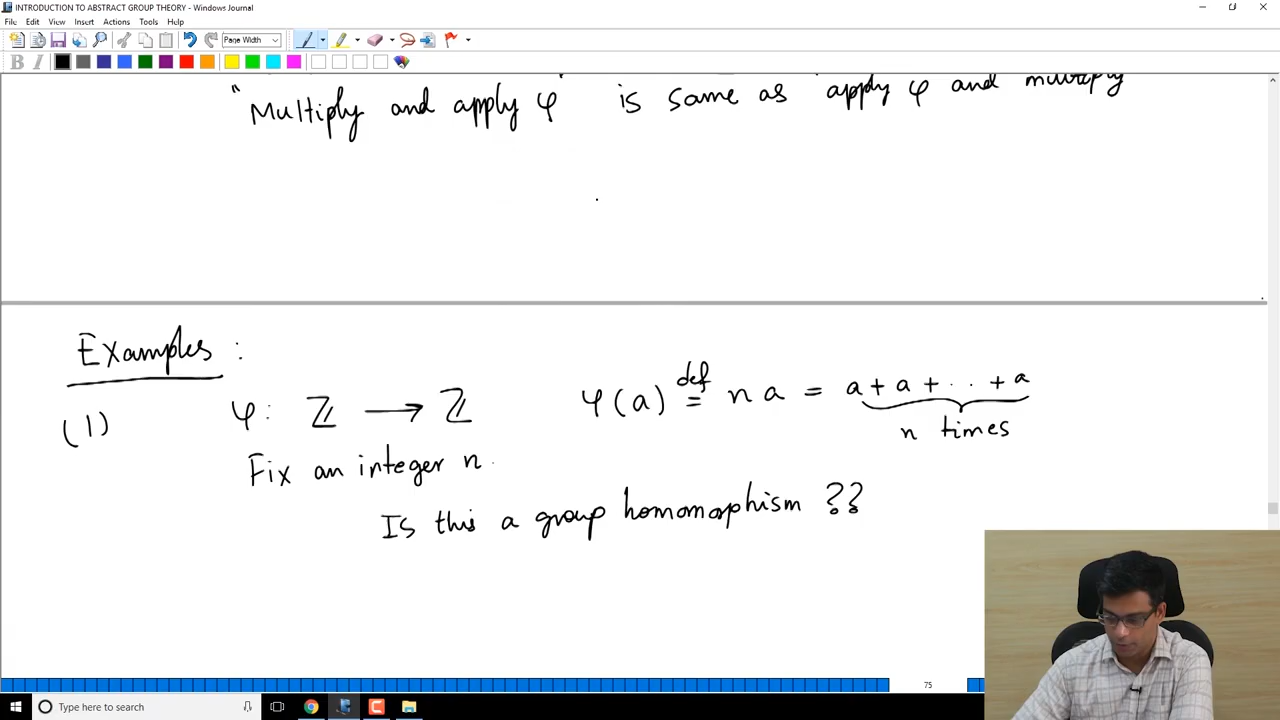 INTRODUCTION TO ABSTRACT GROUP THEORY - Windows Journal
File Edit View Insert Actions Tools Help
Page Width
B I
"Multiply and apply φ" is same as "apply φ and multiply
Examples :
(1) φ: ℤ ⟶ ℤ φ(a) def = n a = a + a + . . . + a
n times
Fix an integer n.
Is this a group homomorphism ??
75
Type here to search